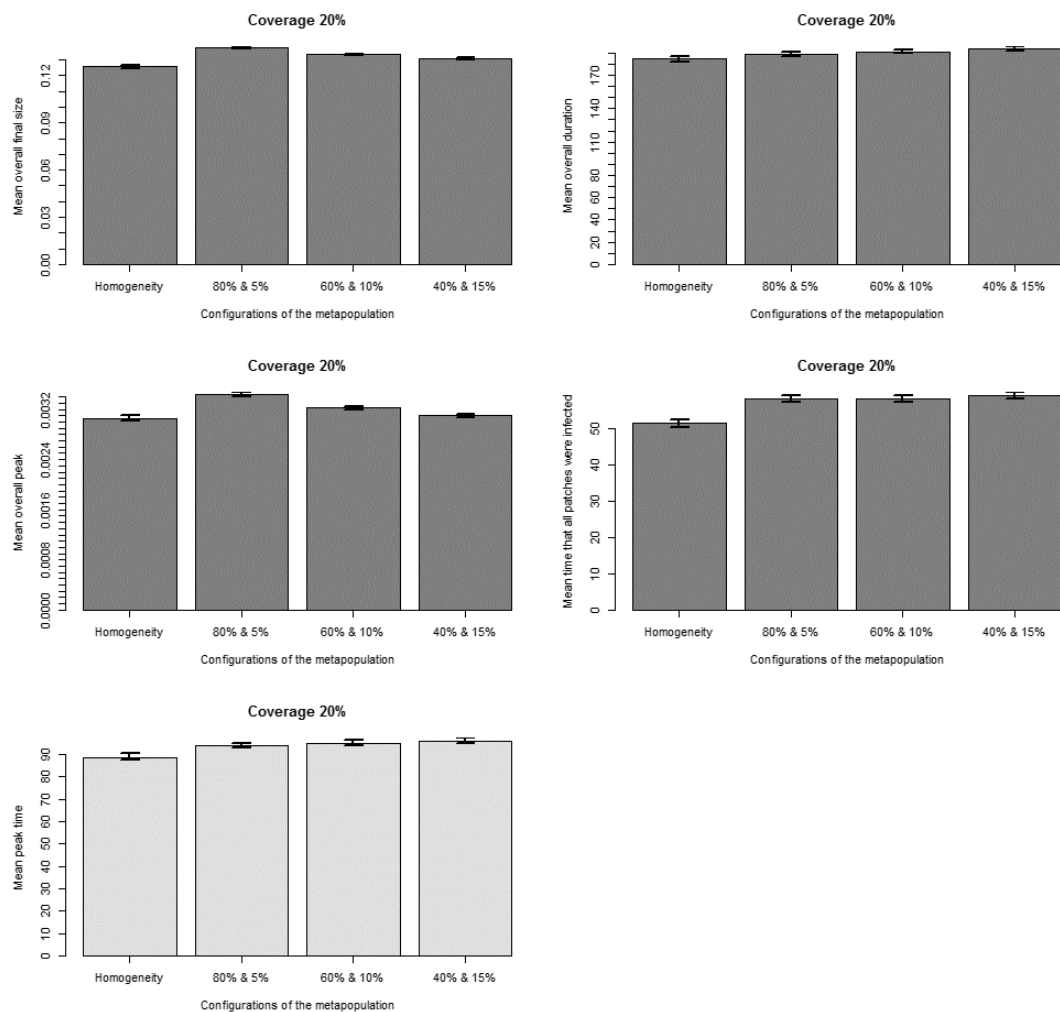 Coverage 20%
Mean overall final size
0.00 0.03 0.06 0.09 0.12
Homogeneity 80% & 5% 60% & 10% 40% & 15%
Configurations of the metapopulation
Coverage 20%
Mean overall duration
0 20 40 60 80 110 140 170
Homogeneity 80% & 5% 60% & 10% 40% & 15%
Configurations of the metapopulation
Coverage 20%
Mean overall peak
0.0000 0.0008 0.0016 0.0024 0.0032
Homogeneity 80% & 5% 60% & 10% 40% & 15%
Configurations of the metapopulation
Coverage 20%
Mean time that all patches were infected
0 10 20 30 40 50
Homogeneity 80% & 5% 60% & 10% 40% & 15%
Configurations of the metapopulation
Coverage 20%
Mean peak time
0 10 20 30 40 50 60 70 80 90
Homogeneity 80% & 5% 60% & 10% 40% & 15%
Configurations of the metapopulation